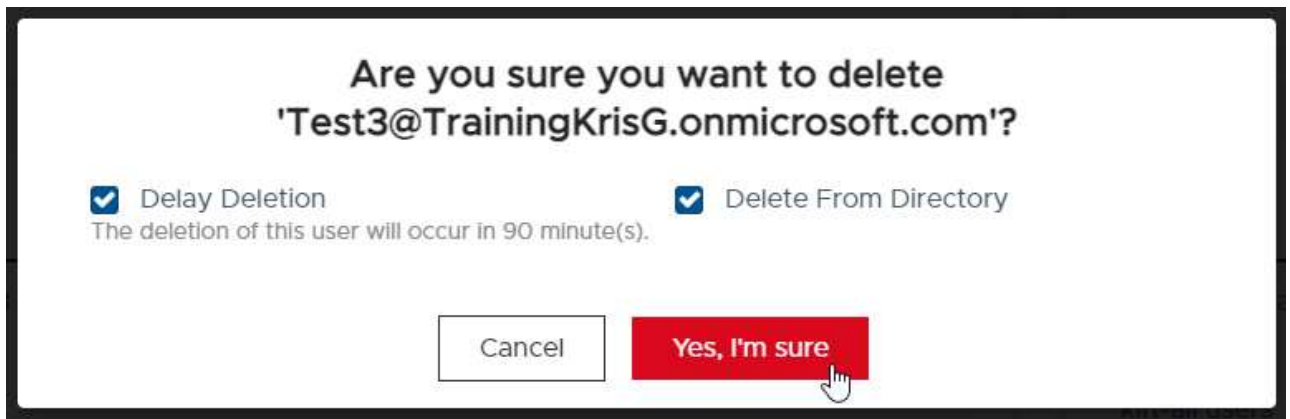 Are you sure you want to delete
'Test3@TrainingKrisG.onmicrosoft.com'?
Delay Deletion
Delete From Directory
The deletion of this user will occur in 90 minute(s).
Cancel
Yes, I'm sure